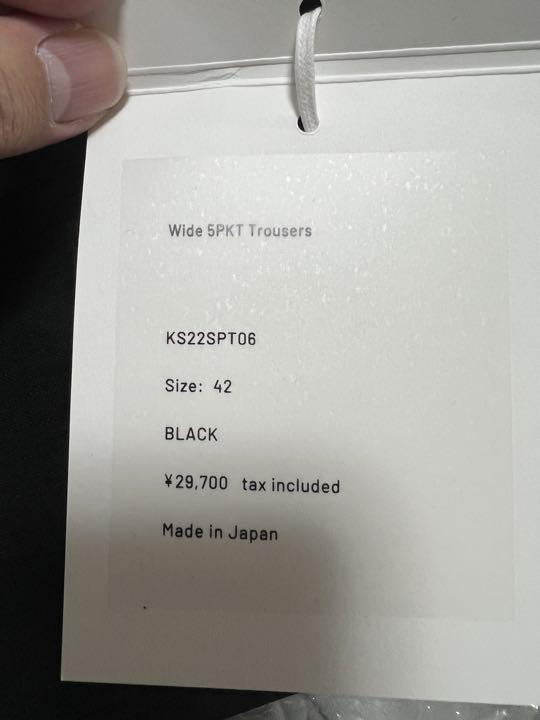 Wide 5PKT Trousers
KS22SPT06
Size: 42
BLACK
¥29,700 tax included
Made in Japan